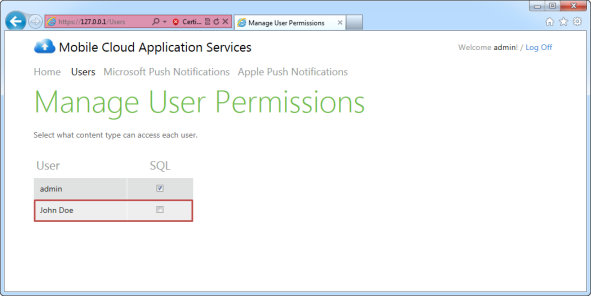 https://127.0.0.1/Users
Certi...
Manage User Permissions
Mobile Cloud Application Services
Welcome admin! / Log Off
Home Users Microsoft Push Notifications Apple Push Notifications
Manage User Permissions
Select what content type can access each user.
User SQL
admin
John Doe